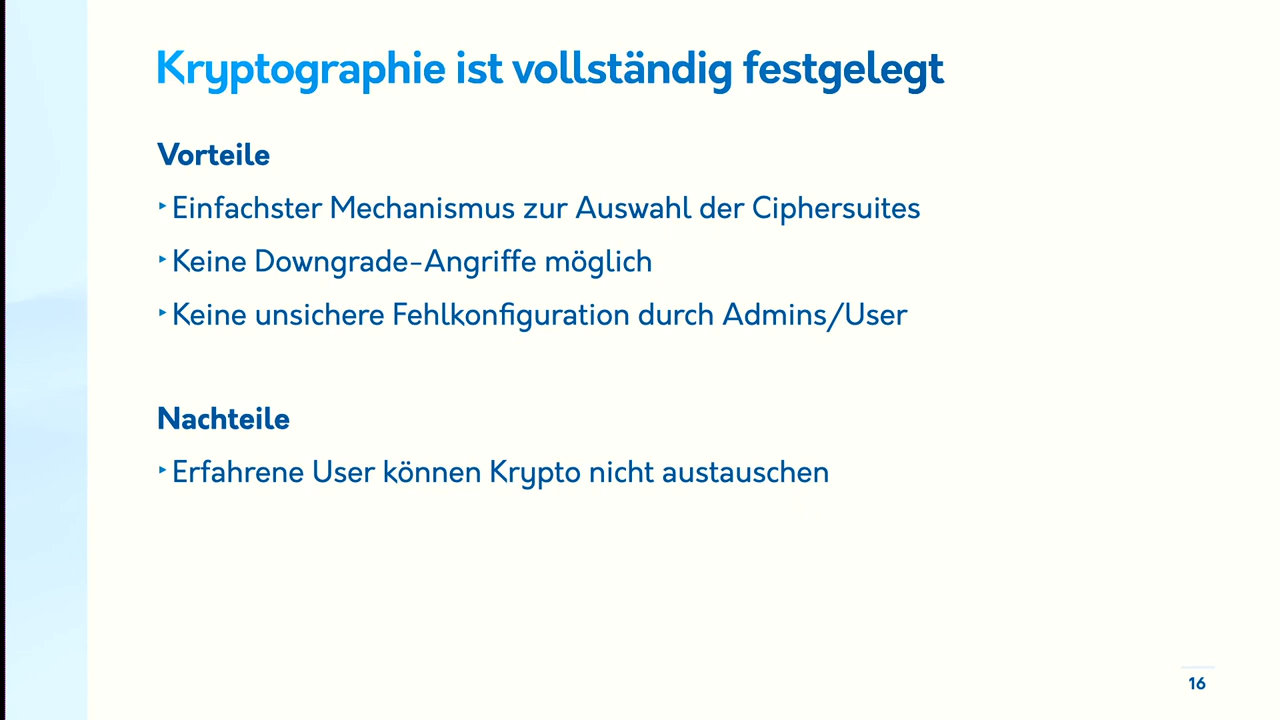 Kryptographie ist vollständig festgelegt
Vorteile
‣ Einfachster Mechanismus zur Auswahl der Ciphersuites
‣ Keine Downgrade-Angriffe möglich
‣ Keine unsichere Fehlkonfiguration durch Admins/User
Nachteile
‣ Erfahrene User können Krypto nicht austauschen
16